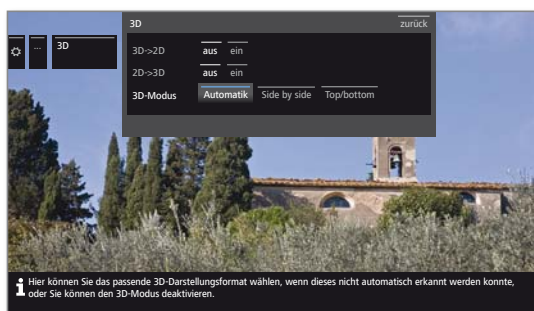 3D
zurück
... 3D
3D->2D aus ein
2D->3D aus ein
3D-Modus Automatik Side by side Top/bottom
Hier können Sie das passende 3D-Darstellungsformat wählen, wenn dieses nicht automatisch erkannt werden konnte,
oder Sie können den 3D-Modus deaktivieren.